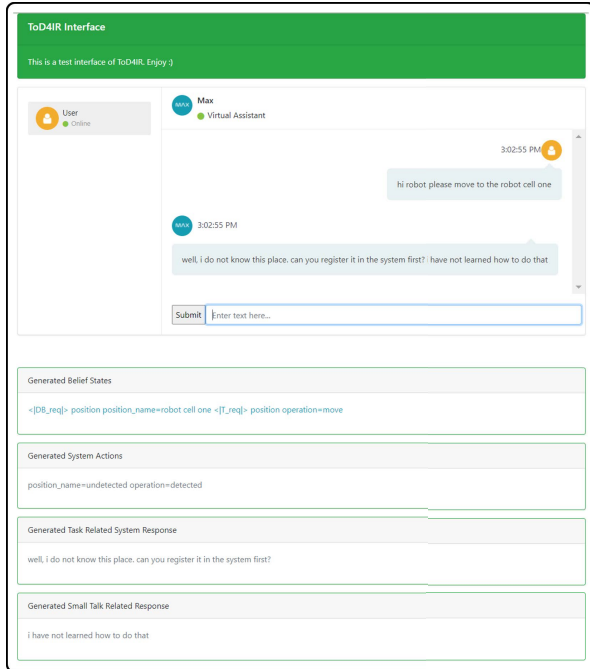 ToD4IR Interface
This is a test interface of ToD4IR. Enjoy :)
User
Online
MAX
Max
Virtual Assistant
3:02:55 PM
hi robot please move to the robot cell one
MAX
3:02:55 PM
well, i do not know this place. can you register it in the system first? i have not learned how to do that
Submit
Enter text here...
Generated Belief States
<|DB_req|> position position_name=robot cell one <|T_req|> position operation=move
Generated System Actions
position_name=undetected operation=detected
Generated Task Related System Response
well, i do not know this place. can you register it in the system first?
Generated Small Talk Related Response
i have not learned how to do that